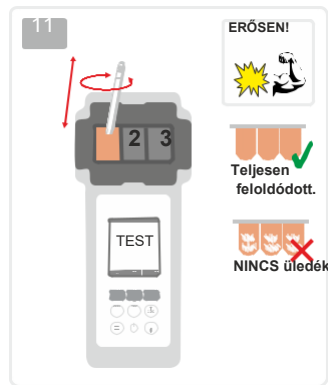 11
ERŐSEN!
2 3
TEST
Teljesen
feloldódott.
NINCS üledék